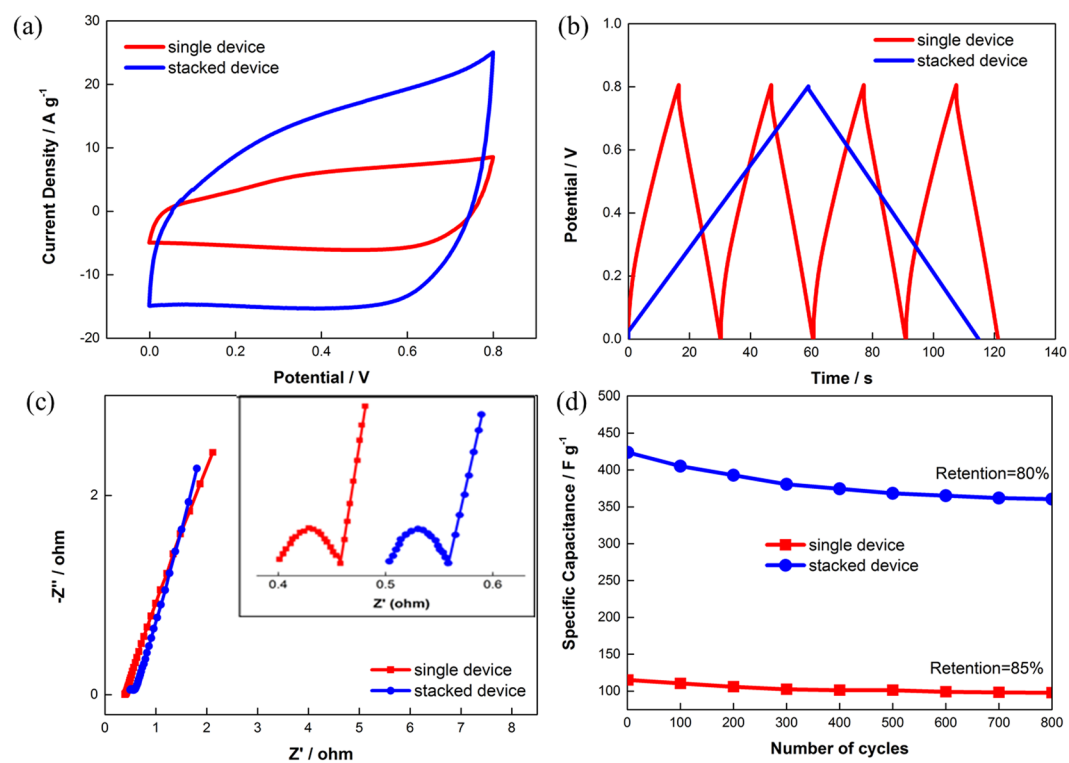 (a)
30
20
10
0
-10
-20
Current Density / A g-1
single device
stacked device
0.0 0.2 0.4 0.6 0.8
Potential / V
(b)
1.0
0.8
0.6
0.4
0.2
0.0
Potential / V
single device
stacked device
0 20 40 60 80 100 120 140
Time / s
(c)
2
0
-Z'' / ohm
0.4 0.5 0.6
Z' (ohm)
single device
stacked device
0 1 2 3 4 5 6 7 8
Z' / ohm
(d)
500
450
400
350
300
250
200
150
100
Specific Capacitance / F g-1
Retention=80%
single device
stacked device
Retention=85%
0 100 200 300 400 500 600 700 800
Number of cycles